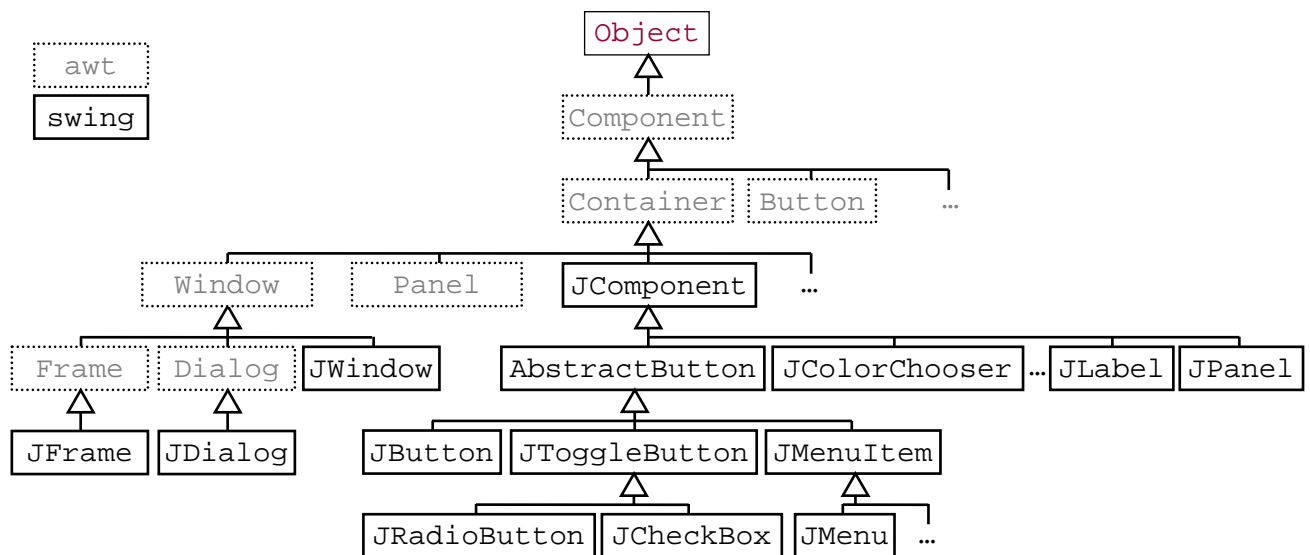 Object
awt
swing
Component
Container Button …
Window Panel JComponent …
Frame Dialog JWindow AbstractButton JColorChooser … JLabel JPanel
JFrame JDialog JButton JToggleButton JMenuItem
JRadioButton JCheckBox JMenu …